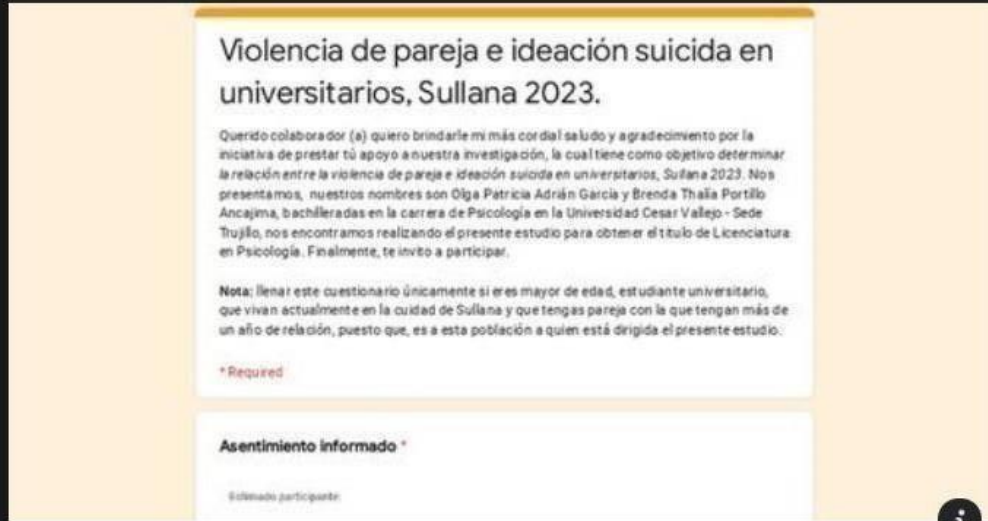 Violencia de pareja e ideación suicida en
universitarios, Sullana 2023.
Querido colaborador (a) quiero brindarle mi más cordial saludo y agradecimiento por la
iniciativa de prestar tú apoyo a nuestra investigación, la cual tiene como objetivo determinar
la relación entre la violencia de pareja e ideación suicida en universitarios, Sullana 2023. Nos
presentamos, nuestros nombres son Olga Patricia Adrián García y Brenda Thalía Portillo
Ancajima, bachilleradas en la carrera de Psicología en la Universidad Cesar Vallejo - Sede
Trujillo, nos encontramos realizando el presente estudio para obtener el título de Licenciatura
en Psicología. Finalmente, te invito a participar.
Nota: llenar este cuestionario únicamente si eres mayor de edad, estudiante universitario,
que vivan actualmente en la cuidad de Sullana y que tengas pareja con la que tengan más de
un año de relación, puesto que, es a esta población a quien está dirigida el presente estudio.
* Required
Asentimiento informado *
Estimado participante: